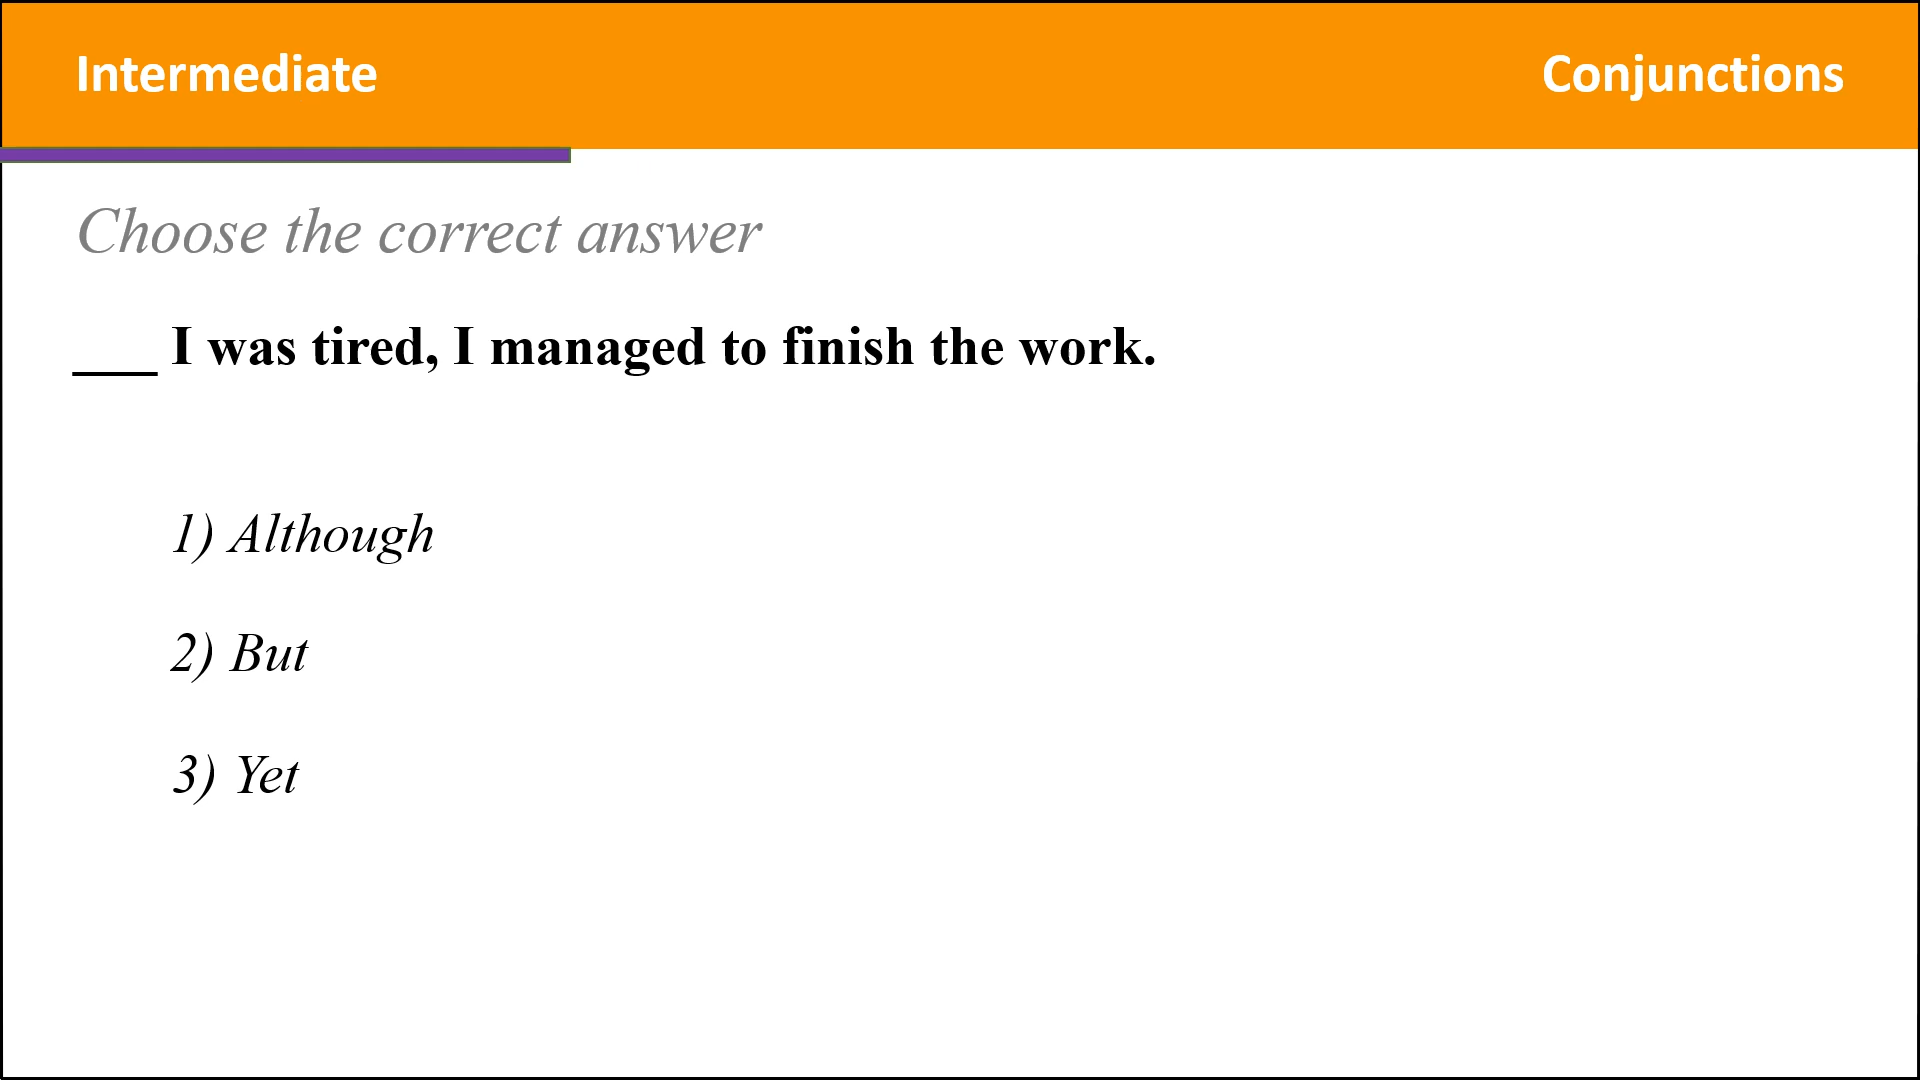 Intermediate
Conjunctions
Choose the correct answer
___ I was tired, I managed to finish the work.
1) Although
2) But
3) Yet